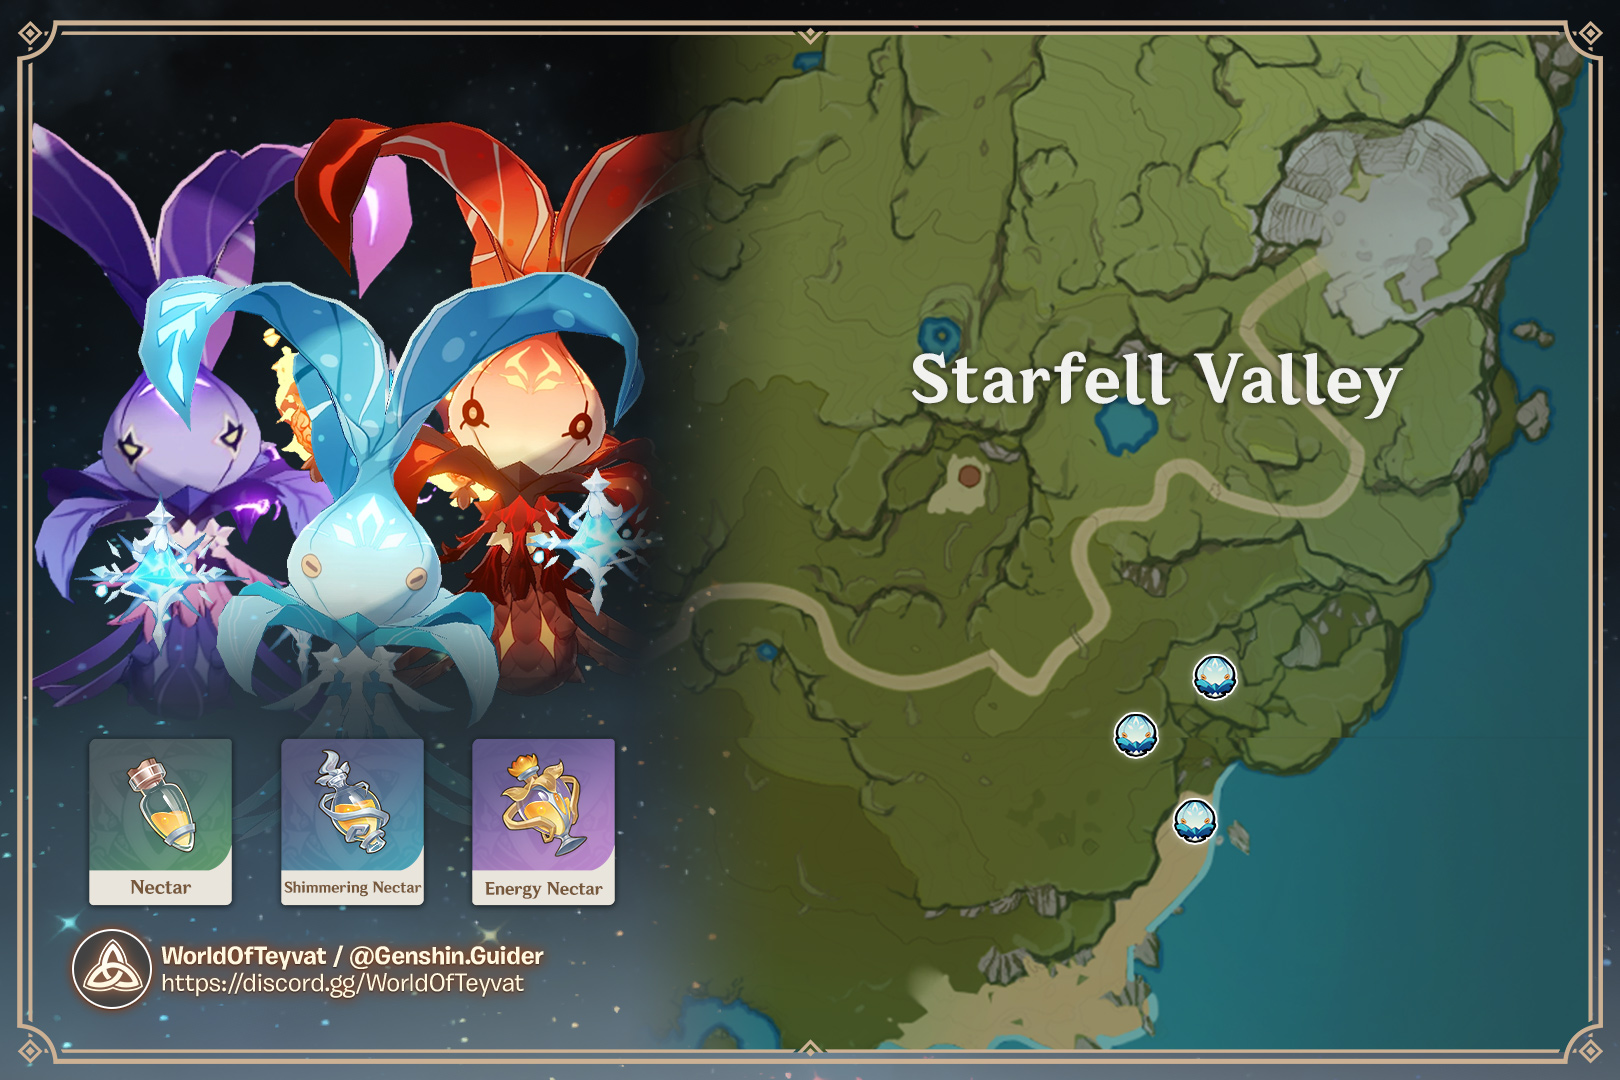 Starfell Valley
Nectar
Shimmering Nectar
Energy Nectar
WorldOfTeyvat / @Genshin.Guider
https://discord.gg/WorldOfTeyvat